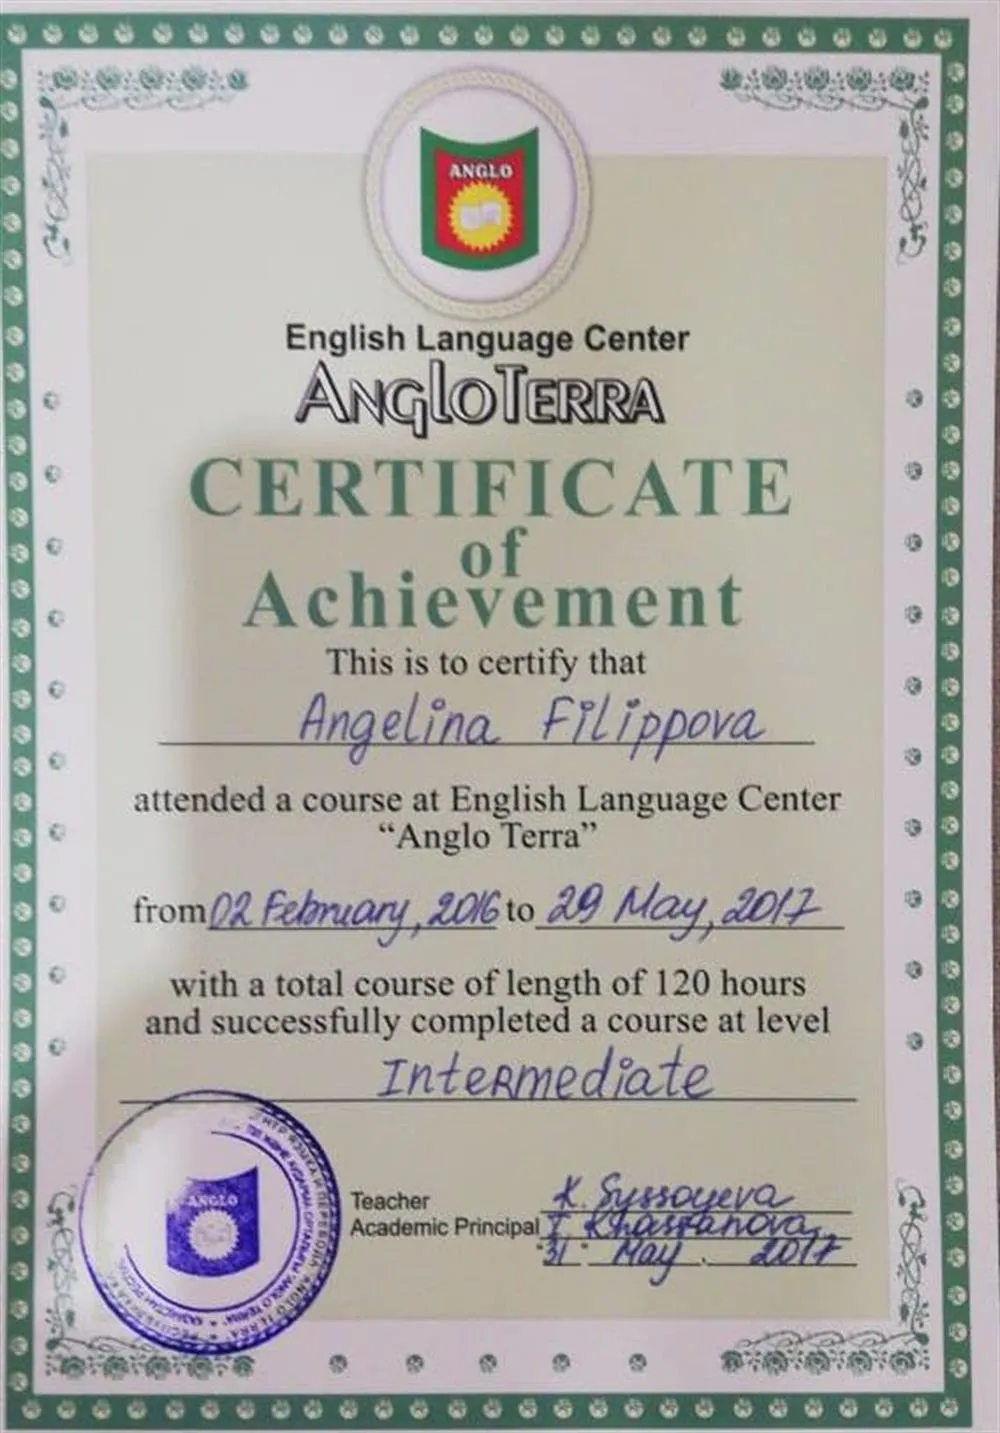 ANGLO
English Language Center
ANGLOTERRA
CERTIFICATE
of
Achievement
This is to certify that
Angelina Filippova
attended a course at English Language Center
“Anglo Terra”
from 02 February, 2016 to 29 May, 2017
with a total course of length of 120 hours
and successfully completed a course at level
Intermediate
ANGLO
Teacher K. Syssoyeva
Academic Principal
"31" May. 2017